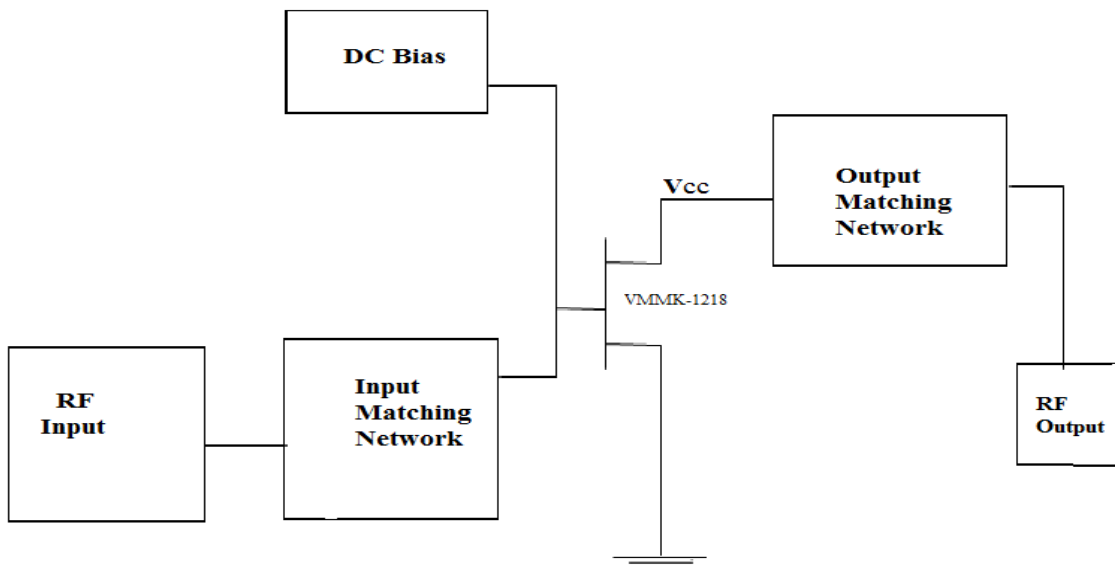 DC Bias
Vcc
Output
Matching
Network
VMMK-1218
RF
Input
Input
Matching
Network
RF
Output